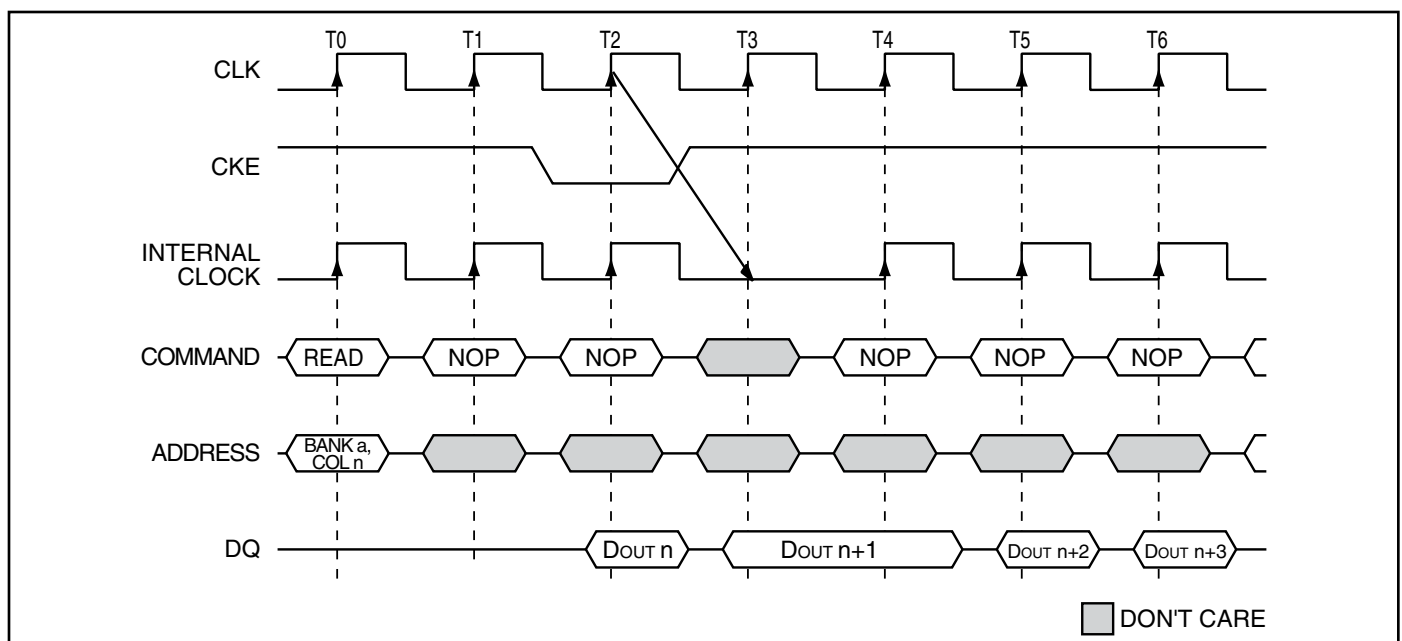 T0 T1 T2 T3 T4 T5 T6
CLK
CKE
INTERNAL
CLOCK
COMMAND READ NOP NOP NOP NOP NOP
ADDRESS BANK a,
COL n
DQ DOUT n DOUT n+1 DOUT n+2 DOUT n+3
DON'T CARE